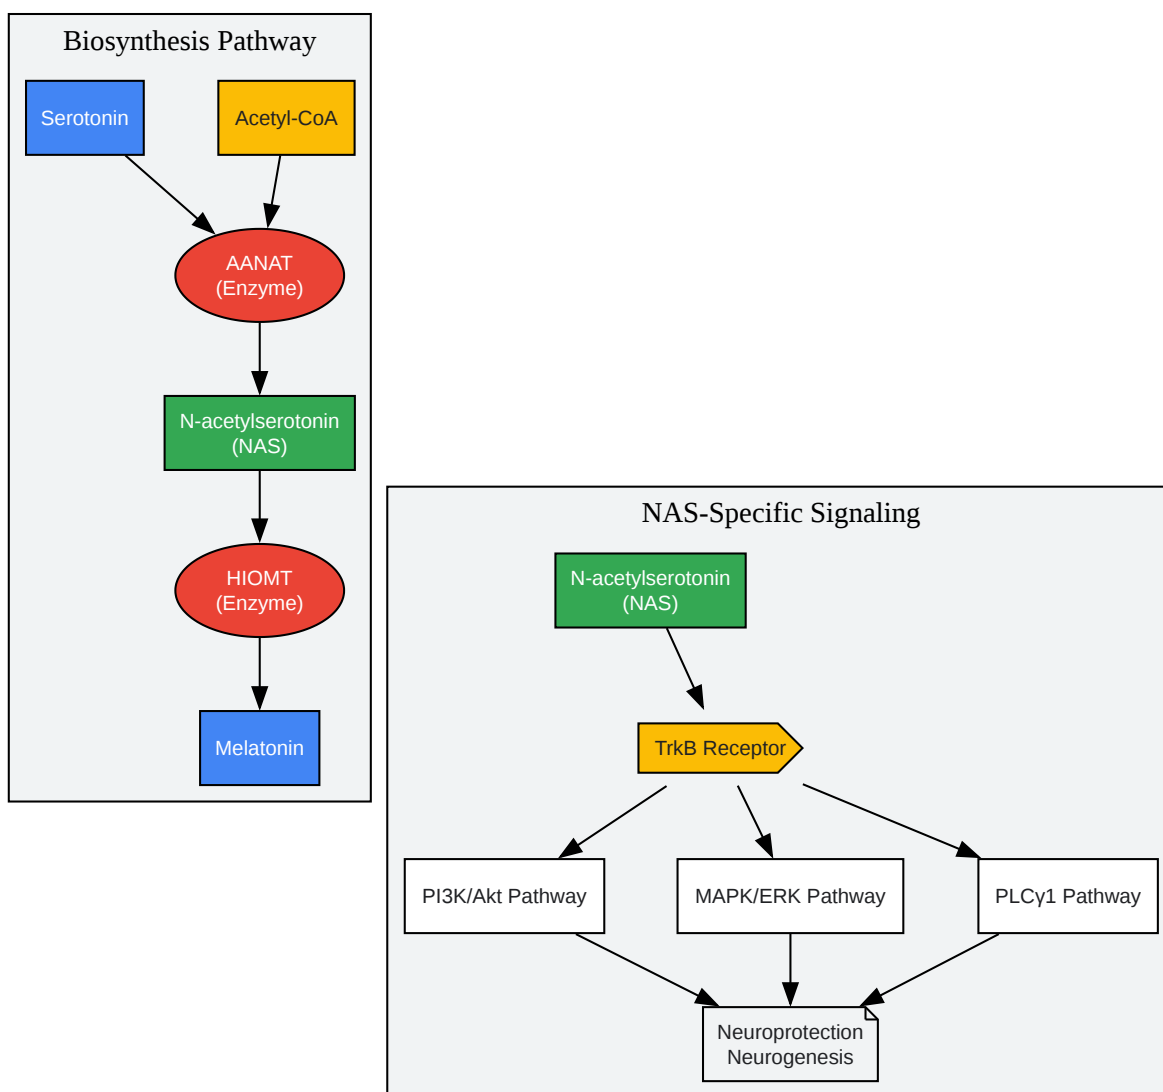 Biosynthesis Pathway
Serotonin
Acetyl-CoA
AANAT
(Enzyme)
N-acetylserotonin
(NAS)
HIOMT
(Enzyme)
Melatonin
NAS-Specific Signaling
N-acetylserotonin
(NAS)
TrkB Receptor
PI3K/Akt Pathway
MAPK/ERK Pathway
PLCγ1 Pathway
Neuroprotection
Neurogenesis